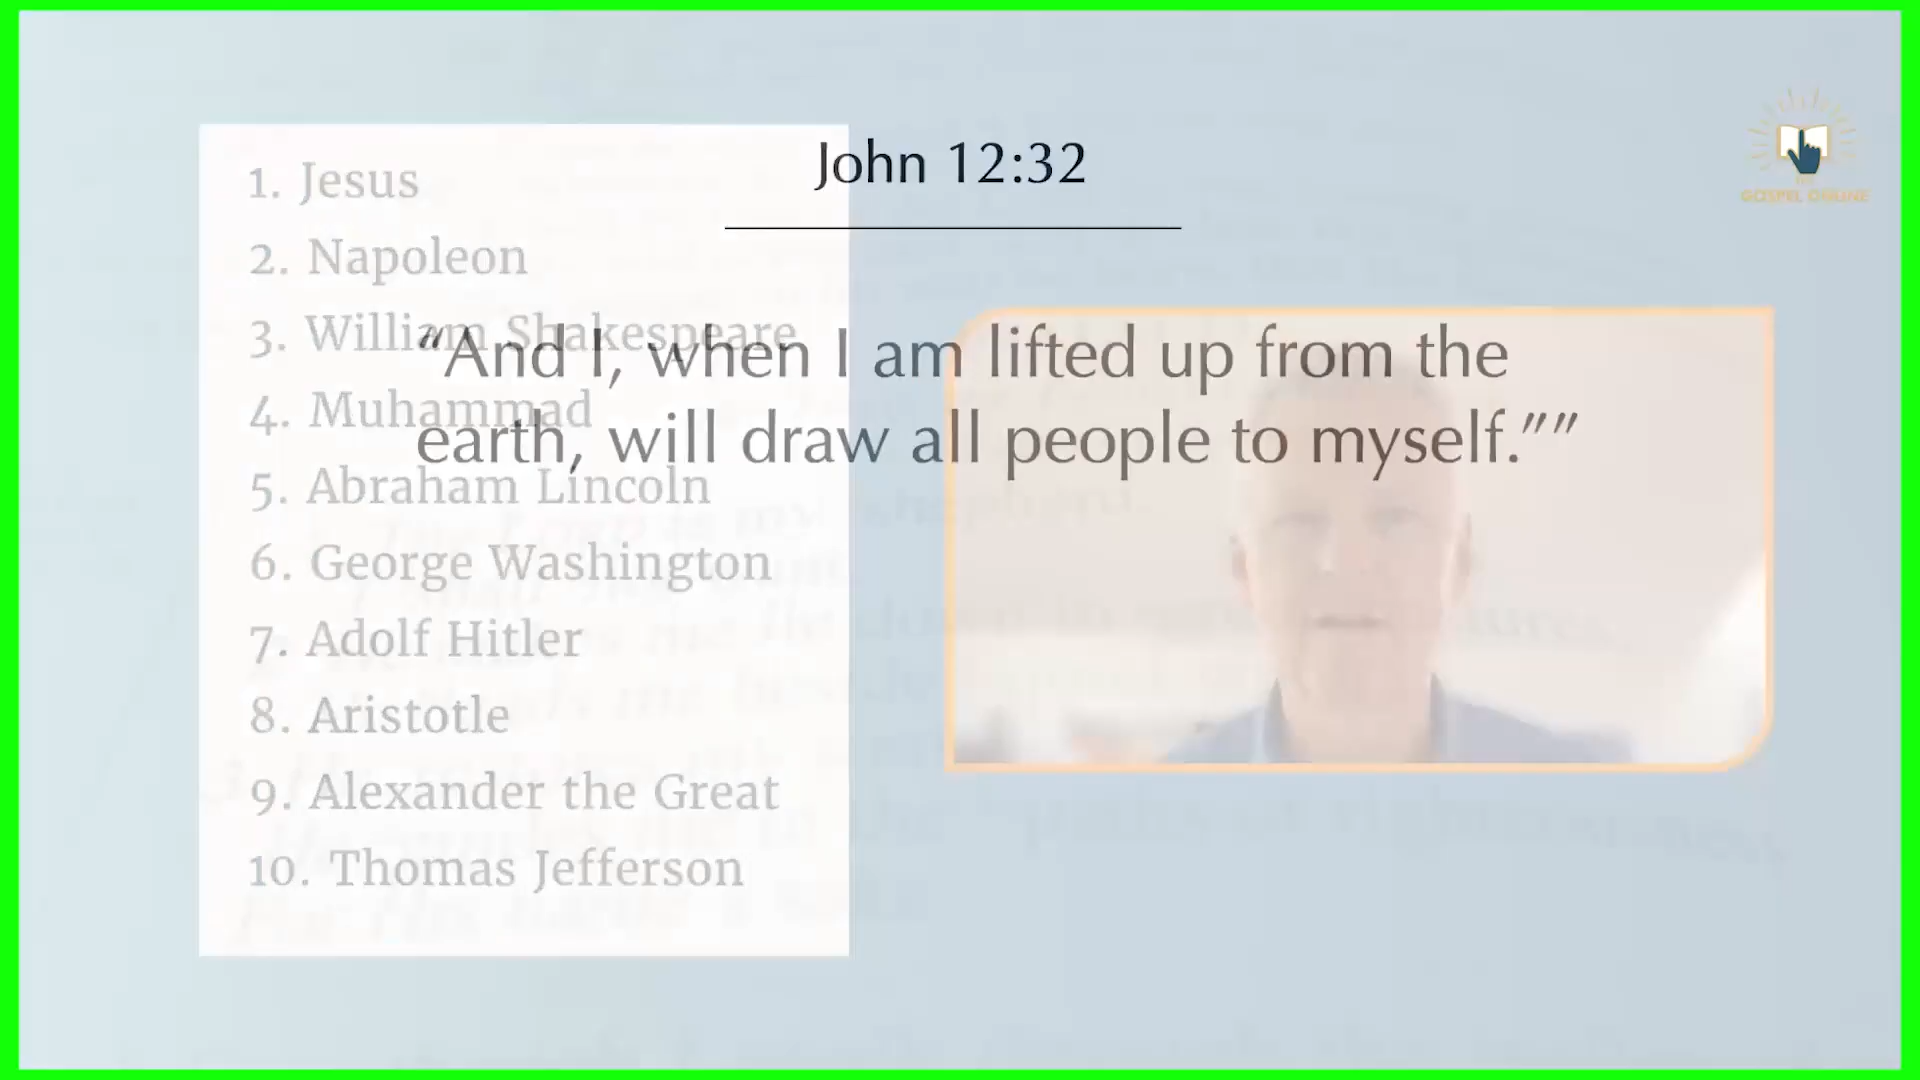 John 12:32
“And I, when I am lifted up from the
earth, will draw all people to myself.””
1. Jesus
2. Napoleon
3. William Shakespeare
4. Muhammad
5. Abraham Lincoln
6. George Washington
7. Adolf Hitler
8. Aristotle
9. Alexander the Great
10. Thomas Jefferson
GOSPEL ONLINE